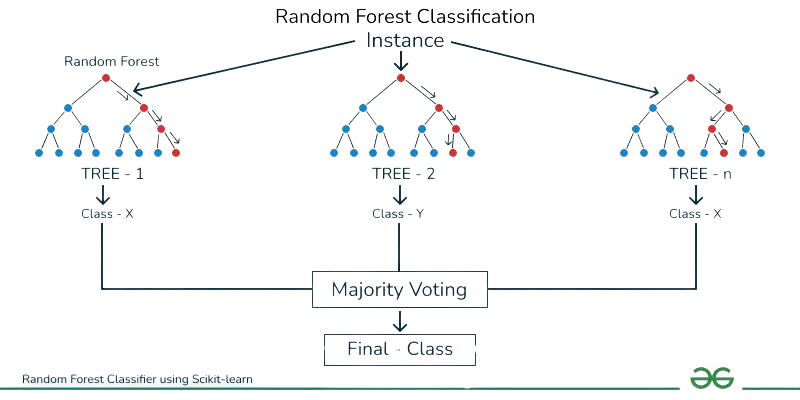 Random Forest Classification
Instance
Random Forest
TREE - 1
TREE - 2
TREE - n
Class - X
Class - Y
Class - X
Majority Voting
Final - Class
Random Forest Classifier using Scikit-learn